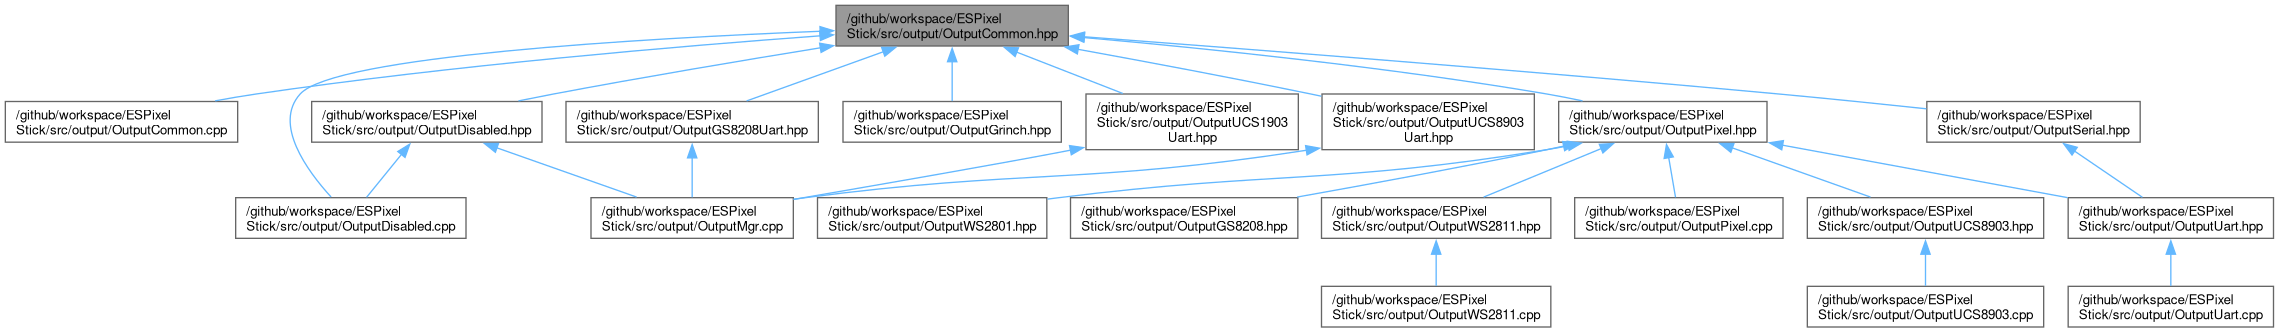 /github/workspace/ESPixel
Stick/src/output/OutputCommon.hpp
/github/workspace/ESPixel
Stick/src/output/OutputCommon.cpp
/github/workspace/ESPixel
Stick/src/output/OutputDisabled.hpp
/github/workspace/ESPixel
Stick/src/output/OutputGS8208Uart.hpp
/github/workspace/ESPixel
Stick/src/output/OutputGrinch.hpp
/github/workspace/ESPixel
Stick/src/output/OutputUCS1903
Uart.hpp
/github/workspace/ESPixel
Stick/src/output/OutputUCS8903
Uart.hpp
/github/workspace/ESPixel
Stick/src/output/OutputPixel.hpp
/github/workspace/ESPixel
Stick/src/output/OutputSerial.hpp
/github/workspace/ESPixel
Stick/src/output/OutputDisabled.cpp
/github/workspace/ESPixel
Stick/src/output/OutputMgr.cpp
/github/workspace/ESPixel
Stick/src/output/OutputWS2801.hpp
/github/workspace/ESPixel
Stick/src/output/OutputGS8208.hpp
/github/workspace/ESPixel
Stick/src/output/OutputWS2811.hpp
/github/workspace/ESPixel
Stick/src/output/OutputPixel.cpp
/github/workspace/ESPixel
Stick/src/output/OutputUCS8903.hpp
/github/workspace/ESPixel
Stick/src/output/OutputUart.hpp
/github/workspace/ESPixel
Stick/src/output/OutputWS2811.cpp
/github/workspace/ESPixel
Stick/src/output/OutputUCS8903.cpp
/github/workspace/ESPixel
Stick/src/output/OutputUart.cpp